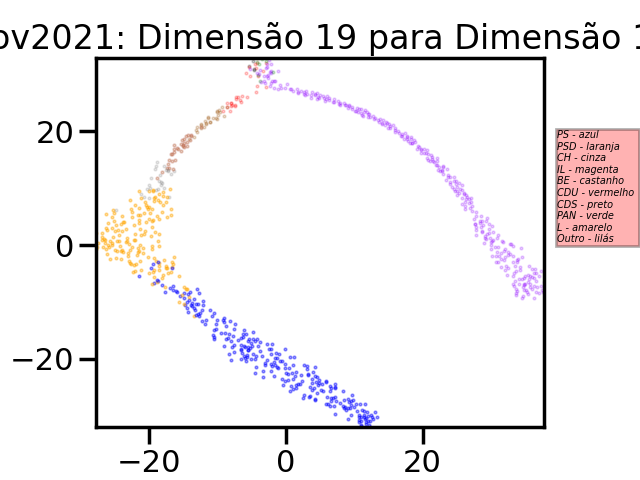 ov2021: Dimensão 19 para Dimensão 1
20
0
−20
−20
0
20
PS - azul
PSD - laranja
CH - cinza
IL - magenta
BE - castanho
CDU - vermelho
CDS - preto
PAN - verde
L - amarelo
Outro - lilás